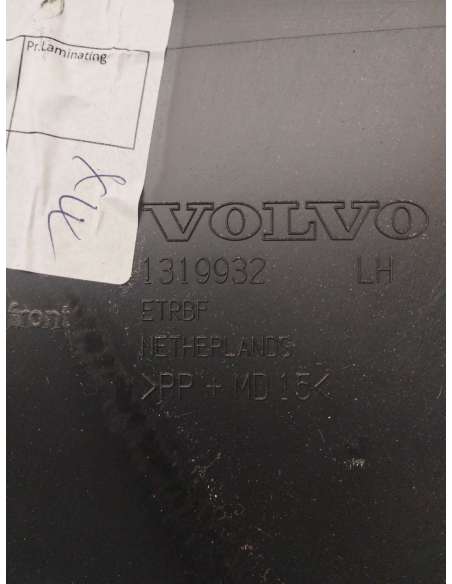 Pr.Laminating
VOLVO
1319932 LH
ETRBF
front
NETHERLANDS
>PP + MD 15<